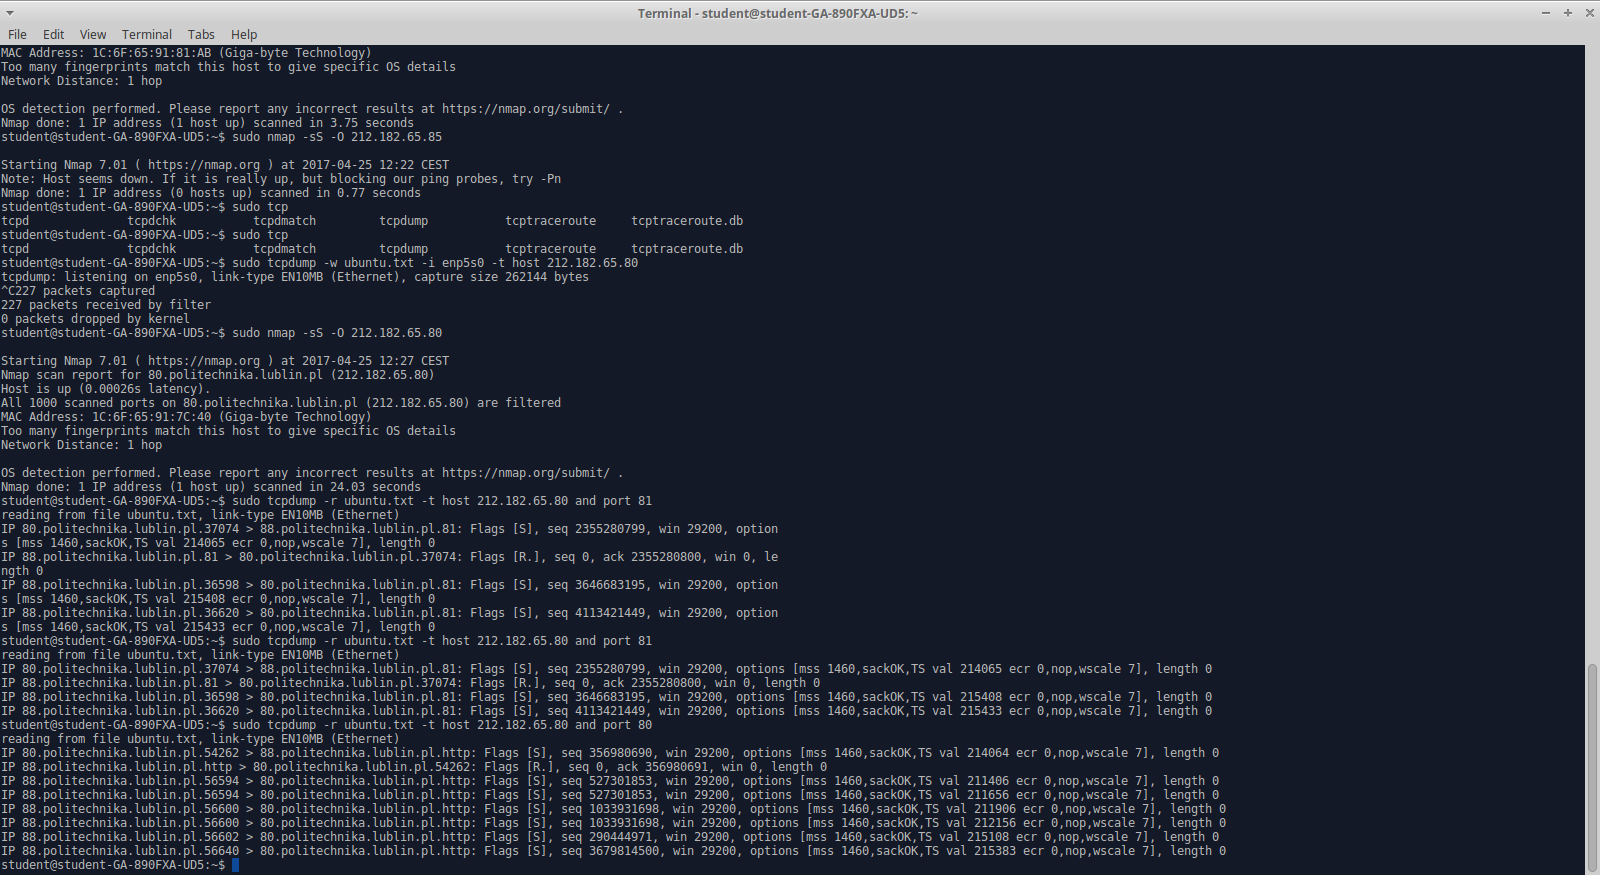 Terminal - student@student-GA-890FXA-UD5: ~
File Edit View Terminal Tabs Help
MAC Address: 1C:6F:65:91:81:AB (Giga-byte Technology)
Too many fingerprints match this host to give specific OS details
Network Distance: 1 hop
OS detection performed. Please report any incorrect results at https://nmap.org/submit/ .
Nmap done: 1 IP address (1 host up) scanned in 3.75 seconds
student@student-GA-890FXA-UD5:~$ sudo nmap -sS -O 212.182.65.85
Starting Nmap 7.01 ( https://nmap.org ) at 2017-04-25 12:22 CEST
Note: Host seems down. If it is really up, but blocking our ping probes, try -Pn
Nmap done: 1 IP address (0 hosts up) scanned in 0.77 seconds
student@student-GA-890FXA-UD5:~$ sudo tcp
tcpd tcpdchk tcpdmatch tcpdump tcptraceroute tcptraceroute.db
student@student-GA-890FXA-UD5:~$ sudo tcp
tcpd tcpdchk tcpdmatch tcpdump tcptraceroute tcptraceroute.db
student@student-GA-890FXA-UD5:~$ sudo tcpdump -w ubuntu.txt -i enp5s0 -t host 212.182.65.80
tcpdump: listening on enp5s0, link-type EN10MB (Ethernet), capture size 262144 bytes
^C227 packets captured
227 packets received by filter
0 packets dropped by kernel
student@student-GA-890FXA-UD5:~$ sudo nmap -sS -O 212.182.65.80
Starting Nmap 7.01 ( https://nmap.org ) at 2017-04-25 12:27 CEST
Nmap scan report for 80.politechnika.lublin.pl (212.182.65.80)
Host is up (0.00026s latency).
All 1000 scanned ports on 80.politechnika.lublin.pl (212.182.65.80) are filtered
MAC Address: 1C:6F:65:91:7C:40 (Giga-byte Technology)
Too many fingerprints match this host to give specific OS details
Network Distance: 1 hop
OS detection performed. Please report any incorrect results at https://nmap.org/submit/ .
Nmap done: 1 IP address (1 host up) scanned in 24.03 seconds
student@student-GA-890FXA-UD5:~$ sudo tcpdump -r ubuntu.txt -t host 212.182.65.80 and port 81
reading from file ubuntu.txt, link-type EN10MB (Ethernet)
IP 80.politechnika.lublin.pl.37074 > 88.politechnika.lublin.pl.81: Flags [S], seq 2355280799, win 29200, option
s [mss 1460,sackOK,TS val 214065 ecr 0,nop,wscale 7], length 0
IP 88.politechnika.lublin.pl.81 > 80.politechnika.lublin.pl.37074: Flags [R.], seq 0, ack 2355280800, win 0, le
ngth 0
IP 88.politechnika.lublin.pl.36598 > 80.politechnika.lublin.pl.81: Flags [S], seq 3646683195, win 29200, option
s [mss 1460,sackOK,TS val 215408 ecr 0,nop,wscale 7], length 0
IP 88.politechnika.lublin.pl.36620 > 80.politechnika.lublin.pl.81: Flags [S], seq 4113421449, win 29200, option
s [mss 1460,sackOK,TS val 215433 ecr 0,nop,wscale 7], length 0
student@student-GA-890FXA-UD5:~$ sudo tcpdump -r ubuntu.txt -t host 212.182.65.80 and port 81
reading from file ubuntu.txt, link-type EN10MB (Ethernet)
IP 80.politechnika.lublin.pl.37074 > 88.politechnika.lublin.pl.81: Flags [S], seq 2355280799, win 29200, options [mss 1460,sackOK,TS val 214065 ecr 0,nop,wscale 7], length 0
IP 88.politechnika.lublin.pl.81 > 80.politechnika.lublin.pl.37074: Flags [R.], seq 0, ack 2355280800, win 0, length 0
IP 88.politechnika.lublin.pl.36598 > 80.politechnika.lublin.pl.81: Flags [S], seq 3646683195, win 29200, options [mss 1460,sackOK,TS val 215408 ecr 0,nop,wscale 7], length 0
IP 88.politechnika.lublin.pl.36620 > 80.politechnika.lublin.pl.81: Flags [S], seq 4113421449, win 29200, options [mss 1460,sackOK,TS val 215433 ecr 0,nop,wscale 7], length 0
student@student-GA-890FXA-UD5:~$ sudo tcpdump -r ubuntu.txt -t host 212.182.65.80 and port 80
reading from file ubuntu.txt, link-type EN10MB (Ethernet)
IP 80.politechnika.lublin.pl.54262 > 88.politechnika.lublin.pl.http: Flags [S], seq 356980690, win 29200, options [mss 1460,sackOK,TS val 214064 ecr 0,nop,wscale 7], length 0
IP 88.politechnika.lublin.pl.http > 80.politechnika.lublin.pl.54262: Flags [R.], seq 0, ack 356980691, win 0, length 0
IP 88.politechnika.lublin.pl.56594 > 80.politechnika.lublin.pl.http: Flags [S], seq 527301853, win 29200, options [mss 1460,sackOK,TS val 211406 ecr 0,nop,wscale 7], length 0
IP 88.politechnika.lublin.pl.56594 > 80.politechnika.lublin.pl.http: Flags [S], seq 527301853, win 29200, options [mss 1460,sackOK,TS val 211656 ecr 0,nop,wscale 7], length 0
IP 88.politechnika.lublin.pl.56600 > 80.politechnika.lublin.pl.http: Flags [S], seq 1033931698, win 29200, options [mss 1460,sackOK,TS val 211906 ecr 0,nop,wscale 7], length 0
IP 88.politechnika.lublin.pl.56600 > 80.politechnika.lublin.pl.http: Flags [S], seq 1033931698, win 29200, options [mss 1460,sackOK,TS val 212156 ecr 0,nop,wscale 7], length 0
IP 88.politechnika.lublin.pl.56602 > 80.politechnika.lublin.pl.http: Flags [S], seq 290444971, win 29200, options [mss 1460,sackOK,TS val 215108 ecr 0,nop,wscale 7], length 0
IP 88.politechnika.lublin.pl.56640 > 80.politechnika.lublin.pl.http: Flags [S], seq 3679814500, win 29200, options [mss 1460,sackOK,TS val 215383 ecr 0,nop,wscale 7], length 0
student@student-GA-890FXA-UD5:~$